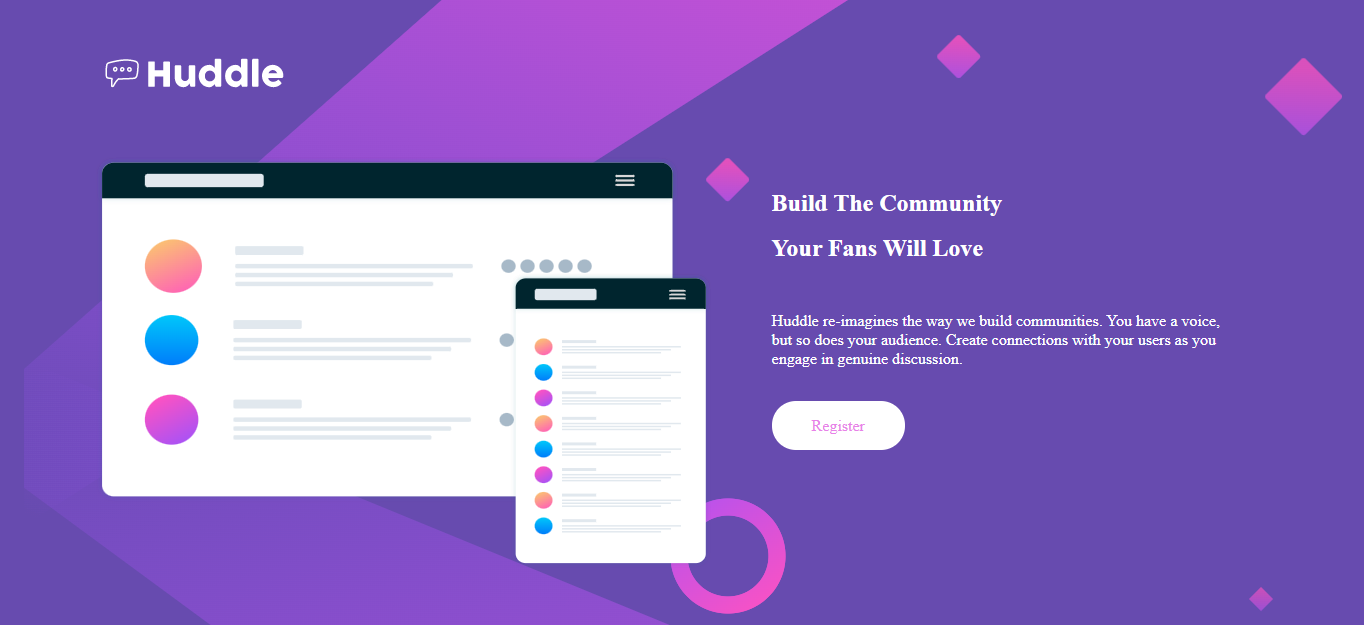 Huddle
Build The Community
Your Fans Will Love
Huddle re-imagines the way we build communities. You have a voice,
but so does your audience. Create connections with your users as you
engage in genuine discussion.
Register